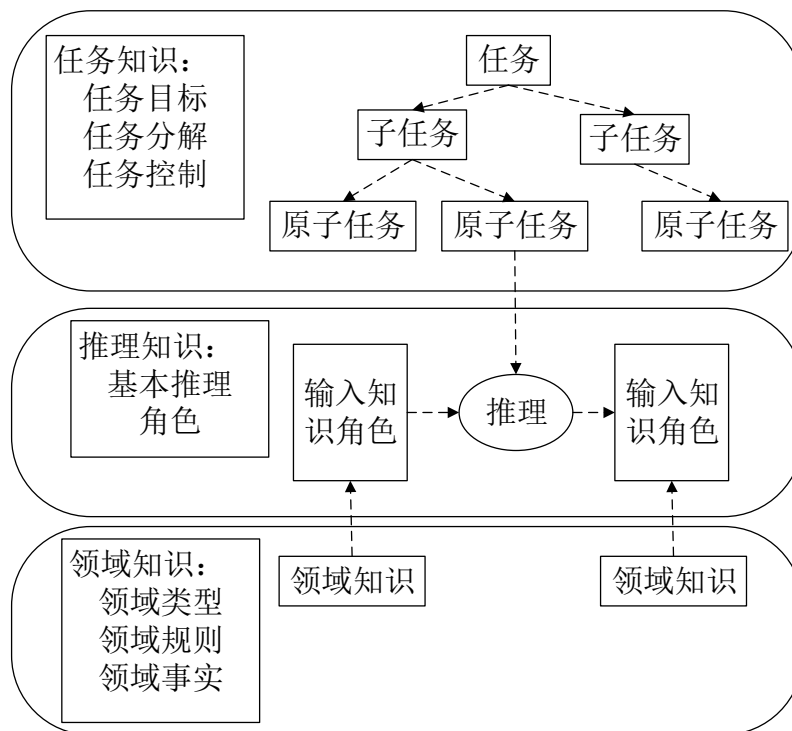 任务知识：
任务目标
任务分解
任务控制
任务
子任务
子任务
原子任务
原子任务
原子任务
推理知识：
基本推理
角色
输入知
识角色
推理
输入知
识角色
领域知识：
领域类型
领域规则
领域事实
领域知识
领域知识